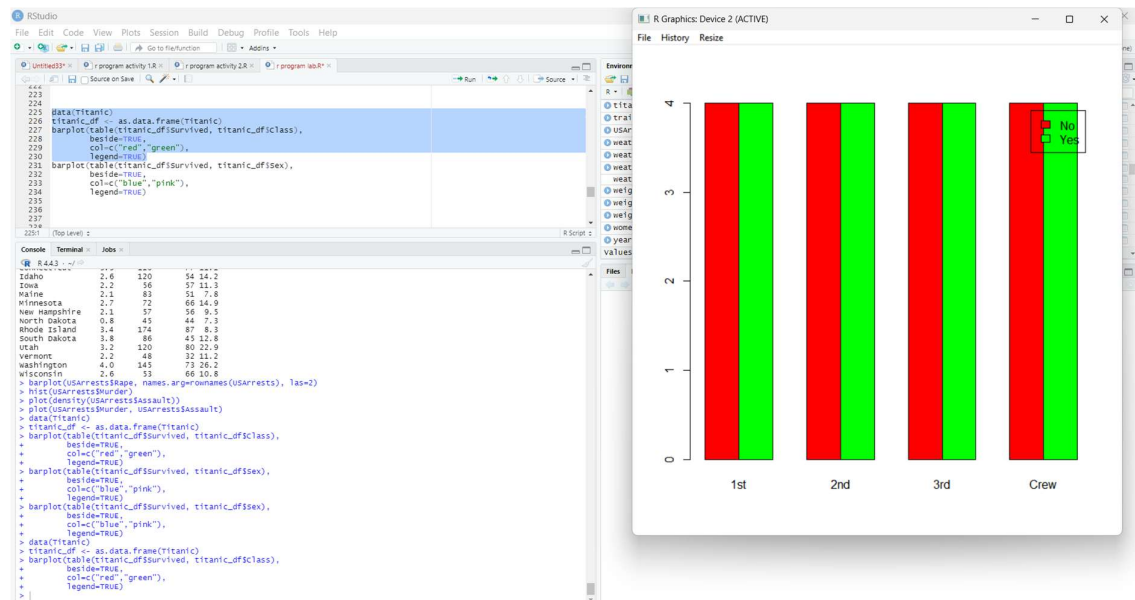 RStudio
File Edit Code View Plots Session Build Debug Profile Tools Help
Go to file/function Addins
Untitled33* r program activity 1.R r program activity 2.R r program lab.R*
Source on Save Run Source
222
223
224
225 data(Titanic)
226 titanic_df <- as.data.frame(Titanic)
227 barplot(table(titanic_df$Survived, titanic_df$Class),
228 beside=TRUE,
229 col=c("red","green"),
230 legend=TRUE)
231 barplot(table(titanic_df$Survived, titanic_df$Sex),
232 beside=TRUE,
233 col=c("blue","pink"),
234 legend=TRUE)
235
236
237
238
225:1 (Top Level) R Script
Console Terminal Jobs
R 4.4.3 · ~/
Idaho 2.6 120 54 14.2
Iowa 2.2 56 57 11.3
Maine 2.1 83 51 7.8
Minnesota 2.7 72 66 14.9
New Hampshire 2.1 57 56 9.5
North Dakota 0.8 45 44 7.3
Rhode Island 3.4 174 87 8.3
South Dakota 3.8 86 45 12.8
Utah 3.2 120 80 22.9
Vermont 2.2 48 32 11.2
Washington 4.0 145 73 26.2
Wisconsin 2.6 53 66 10.8
> barplot(USArrests$Rape, names.arg=rownames(USArrests), las=2)
> hist(USArrests$Murder)
> plot(density(USArrests$Assault))
> plot(USArrests$Murder, USArrests$Assault)
> data(Titanic)
> titanic_df <- as.data.frame(Titanic)
> barplot(table(titanic_df$Survived, titanic_df$Class),
+ beside=TRUE,
+ col=c("red","green"),
+ legend=TRUE)
> barplot(table(titanic_df$Survived, titanic_df$Sex),
+ beside=TRUE,
+ col=c("blue","pink"),
+ legend=TRUE)
> barplot(table(titanic_df$Survived, titanic_df$Sex),
+ beside=TRUE,
+ col=c("blue","pink"),
+ legend=TRUE)
> data(Titanic)
> titanic_df <- as.data.frame(Titanic)
> barplot(table(titanic_df$Survived, titanic_df$Class),
+ beside=TRUE,
+ col=c("red","green"),
+ legend=TRUE)
>
Environ
R
tita
trai
USAr
weat
weat
weat
weat
weig
weig
weig
wome
year
Values
Files
R Graphics: Device 2 (ACTIVE)
File History Resize
4
3
2
1
0
No
Yes
1st 2nd 3rd Crew